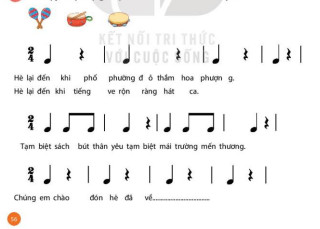 KẾT NỐI TRI THỨC
VỚI CUỘC SỐNG
2/4
Hè lại đến khi phố phường đ ỏ thắm hoa phượn g.
Hè lại đến khi tiếng ve rộn ràng hát ca.
2/4
Tạm biệt sách bút thân yêu tạm biệt mái trường mến thương.
2/4
Chúng em chào đón hè đã về..............................
56